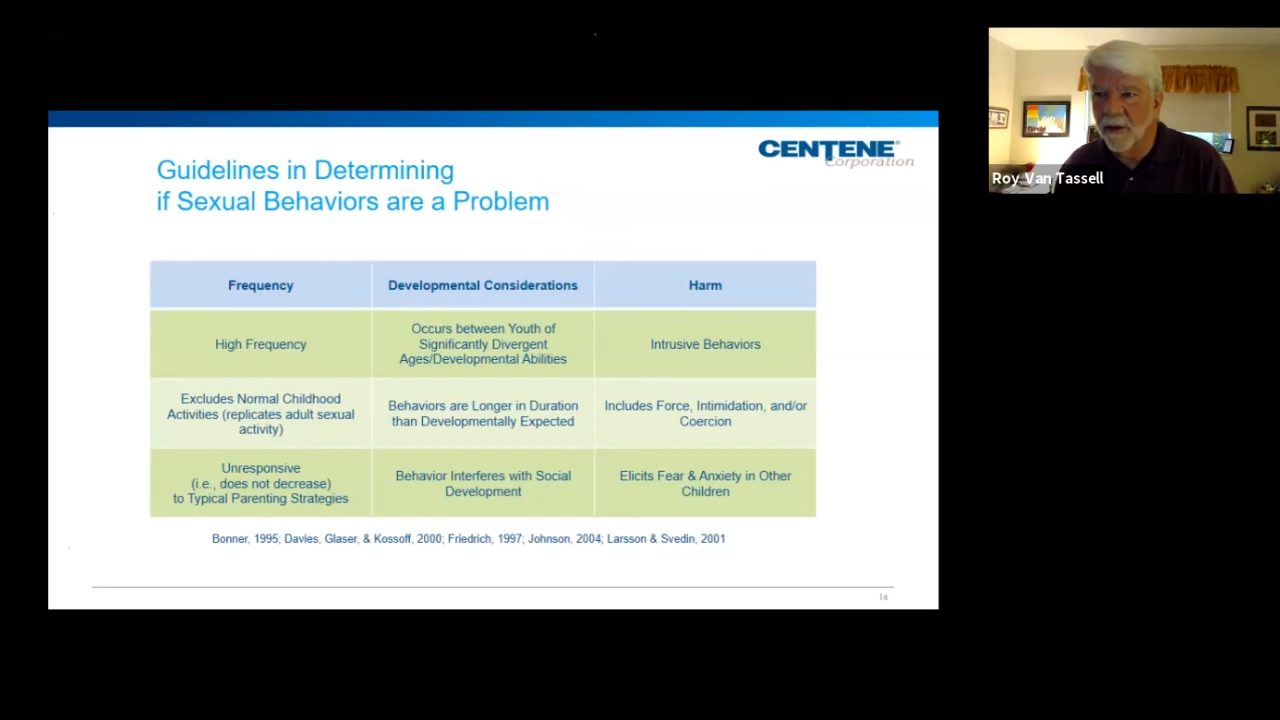 CENTENE®
Corporation
Guidelines in Determining
if Sexual Behaviors are a Problem
Frequency
Developmental Considerations
Harm
High Frequency
Occurs between Youth of
Significantly Divergent
Ages/Developmental Abilities
Intrusive Behaviors
Excludes Normal Childhood
Activities (replicates adult sexual
activity)
Behaviors are Longer in Duration
than Developmentally Expected
Includes Force, Intimidation, and/or
Coercion
Unresponsive
(i.e., does not decrease)
to Typical Parenting Strategies
Behavior Interferes with Social
Development
Elicits Fear & Anxiety in Other
Children
Bonner, 1995; Davies, Glaser, & Kossoff, 2000; Friedrich, 1997; Johnson, 2004; Larsson & Svedin, 2001
16
Roy Van Tassell